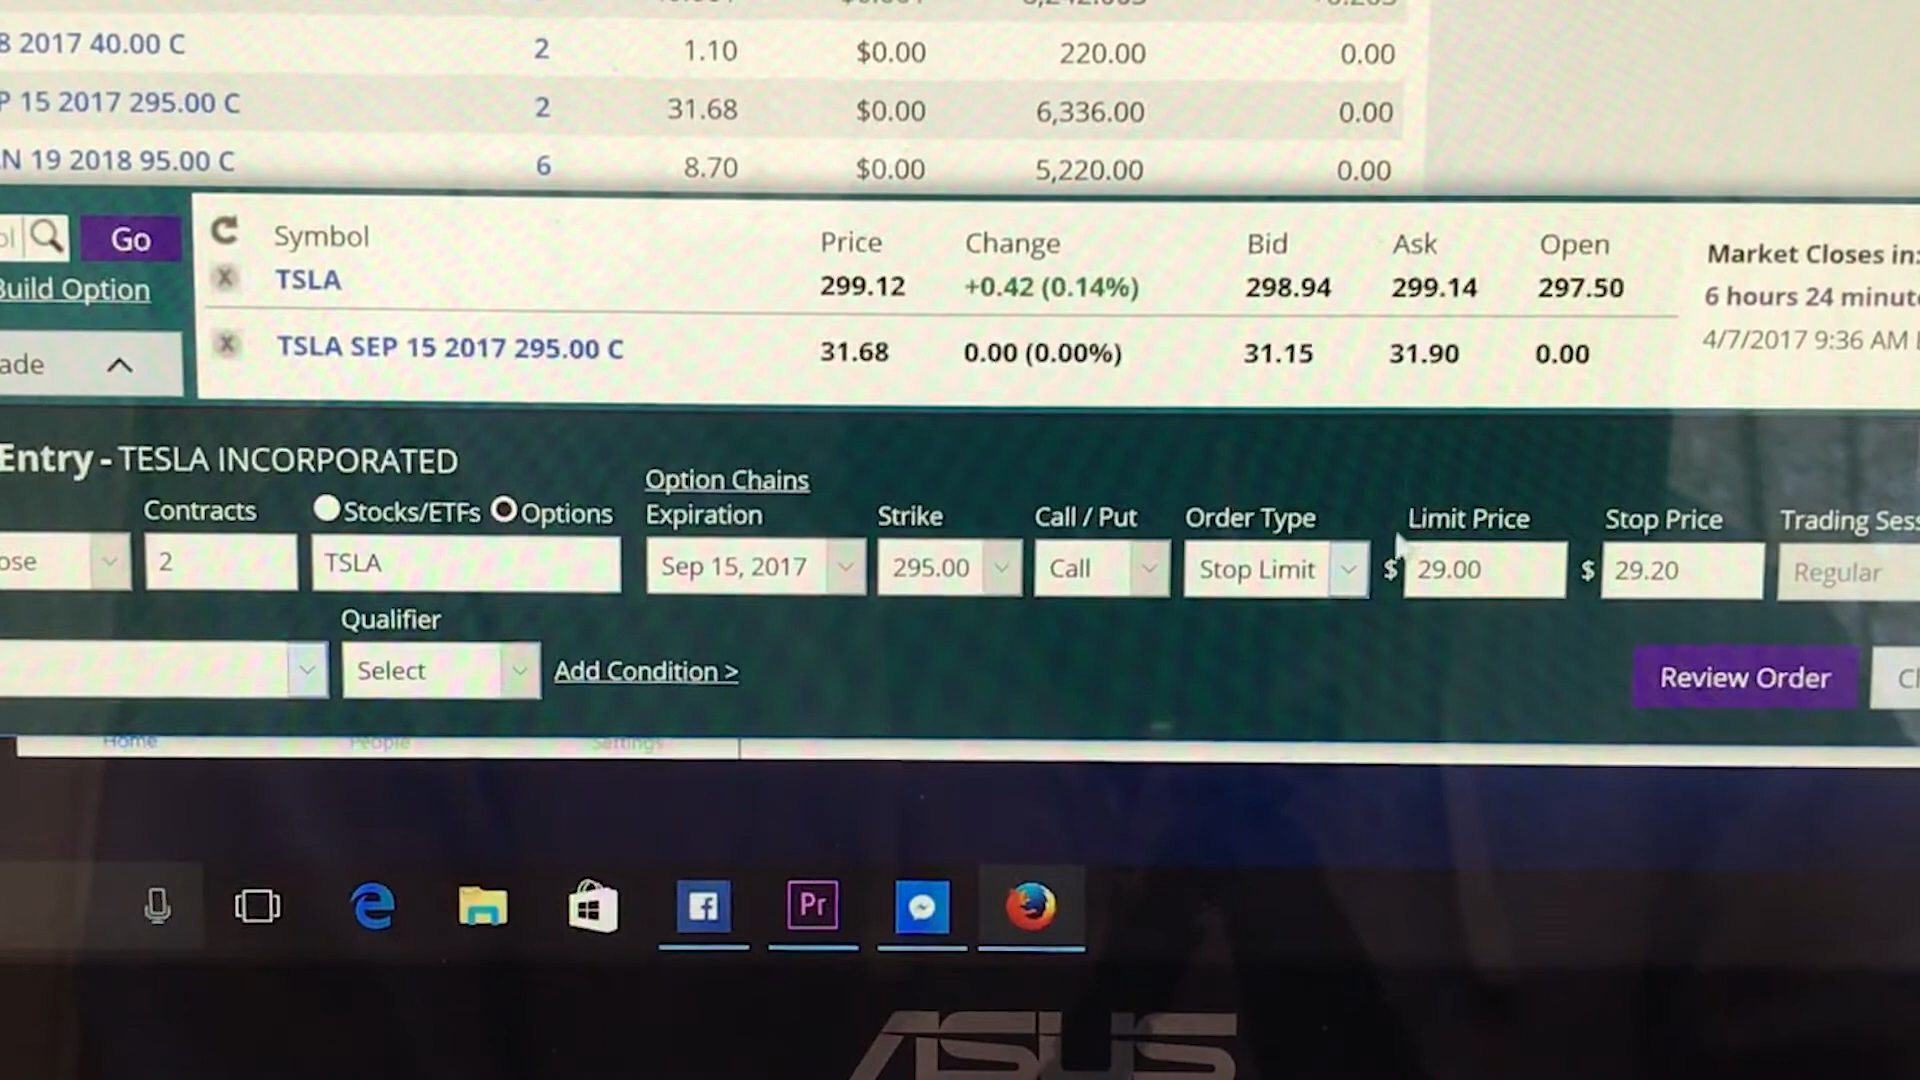 8 2017 40.00 C 2 1.10 $0.00 220.00 0.00
P 15 2017 295.00 C 2 31.68 $0.00 6,336.00 0.00
N 19 2018 95.00 C 6 8.70 $0.00 5,220.00 0.00
Go
Build Option
ade
Symbol Price Change Bid Ask Open
TSLA 299.12 +0.42 (0.14%) 298.94 299.14 297.50
TSLA SEP 15 2017 295.00 C 31.68 0.00 (0.00%) 31.15 31.90 0.00
Market Closes in:
6 hours 24 minute
4/7/2017 9:36 AM
Entry - TESLA INCORPORATED
Option Chains
Contracts Stocks/ETFs Options Expiration Strike Call / Put Order Type Limit Price Stop Price Trading Sess
ose 2 TSLA Sep 15, 2017 295.00 Call Stop Limit $ 29.00 $ 29.20 Regular
Qualifier
Select Add Condition > Review Order Cl
Home People Settings
Pr
ASUS